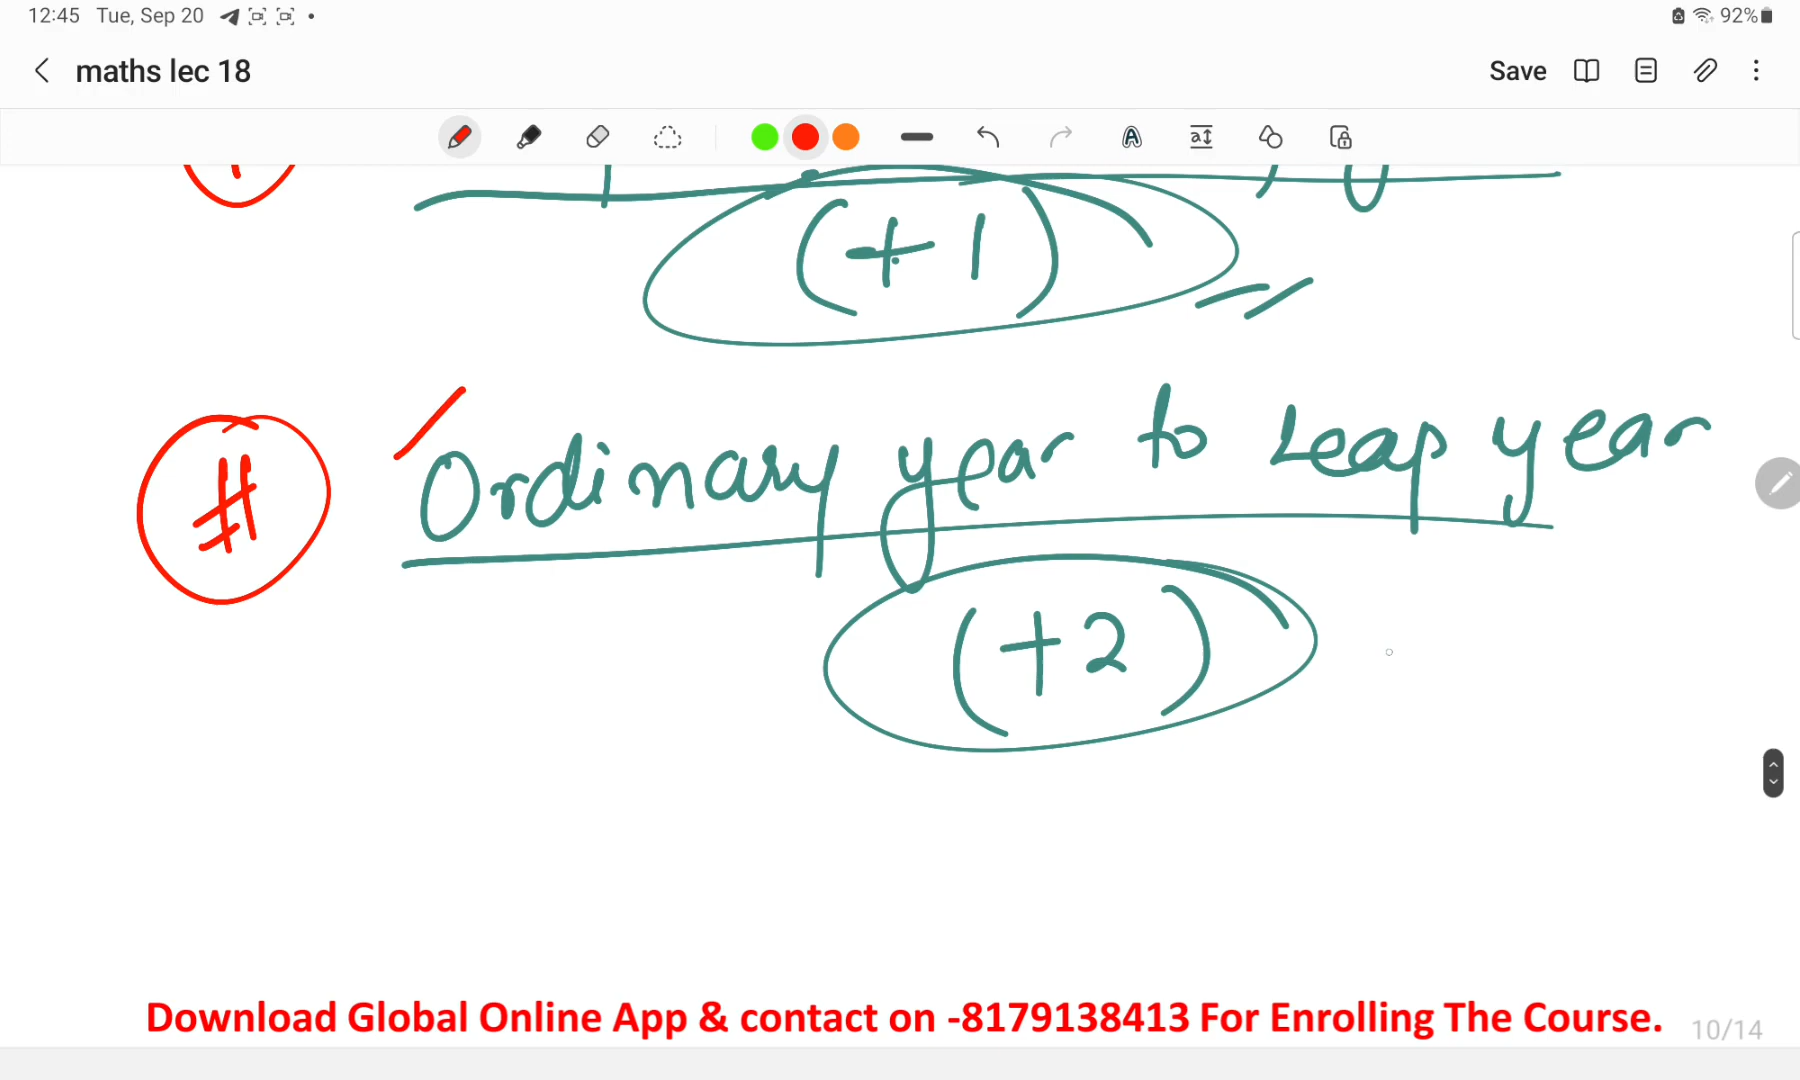 12:45 Tue, Sep 20 92%
maths lec 18 Save
(+1)
# Ordinary year to Leap year
(+2)
Download Global Online App & contact on -8179138413 For Enrolling The Course. 10/14